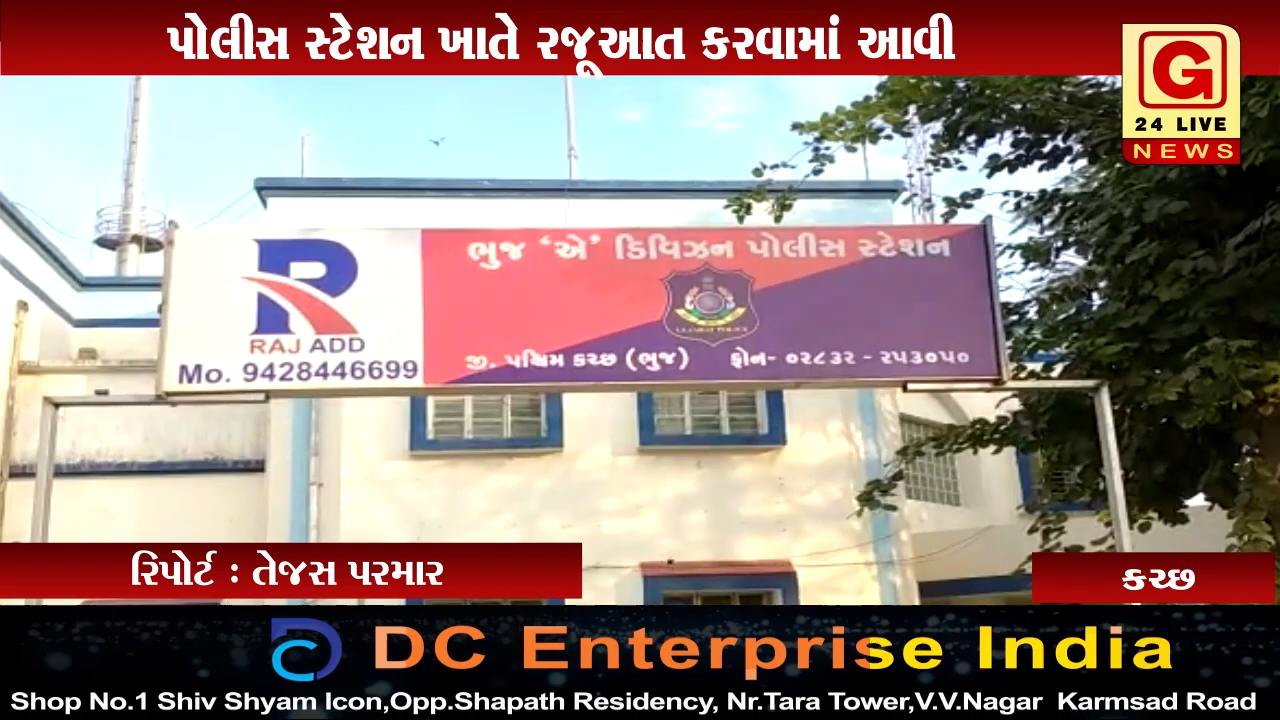 પોલીસ સ્ટેશન ખાતે રજૂઆત કરવામાં આવી
G
24 LIVE
NEWS
ભુજ ‘એ’ ડિવિઝન પોલીસ સ્ટેશન
R
RAJ ADD
Mo. 9428446699
GUJARAT POLICE
જી. પશ્ચિમ કચ્છ (ભુજ) ફોન- ૦૨૮૩૨ - ૨૫૩૦૫૦
રિપોર્ટ : તેજસ પરમાર
કચ્છ
DC Enterprise India
Shop No.1 Shiv Shyam Icon,Opp.Shapath Residency, Nr.Tara Tower,V.V.Nagar Karmsad Road